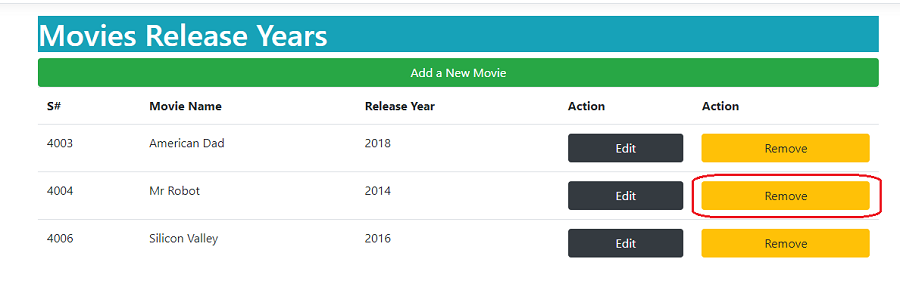 Movies Release Years
Add a New Movie
S# Movie Name Release Year Action Action
4003 American Dad 2018 Edit Remove
4004 Mr Robot 2014 Edit Remove
4006 Silicon Valley 2016 Edit Remove